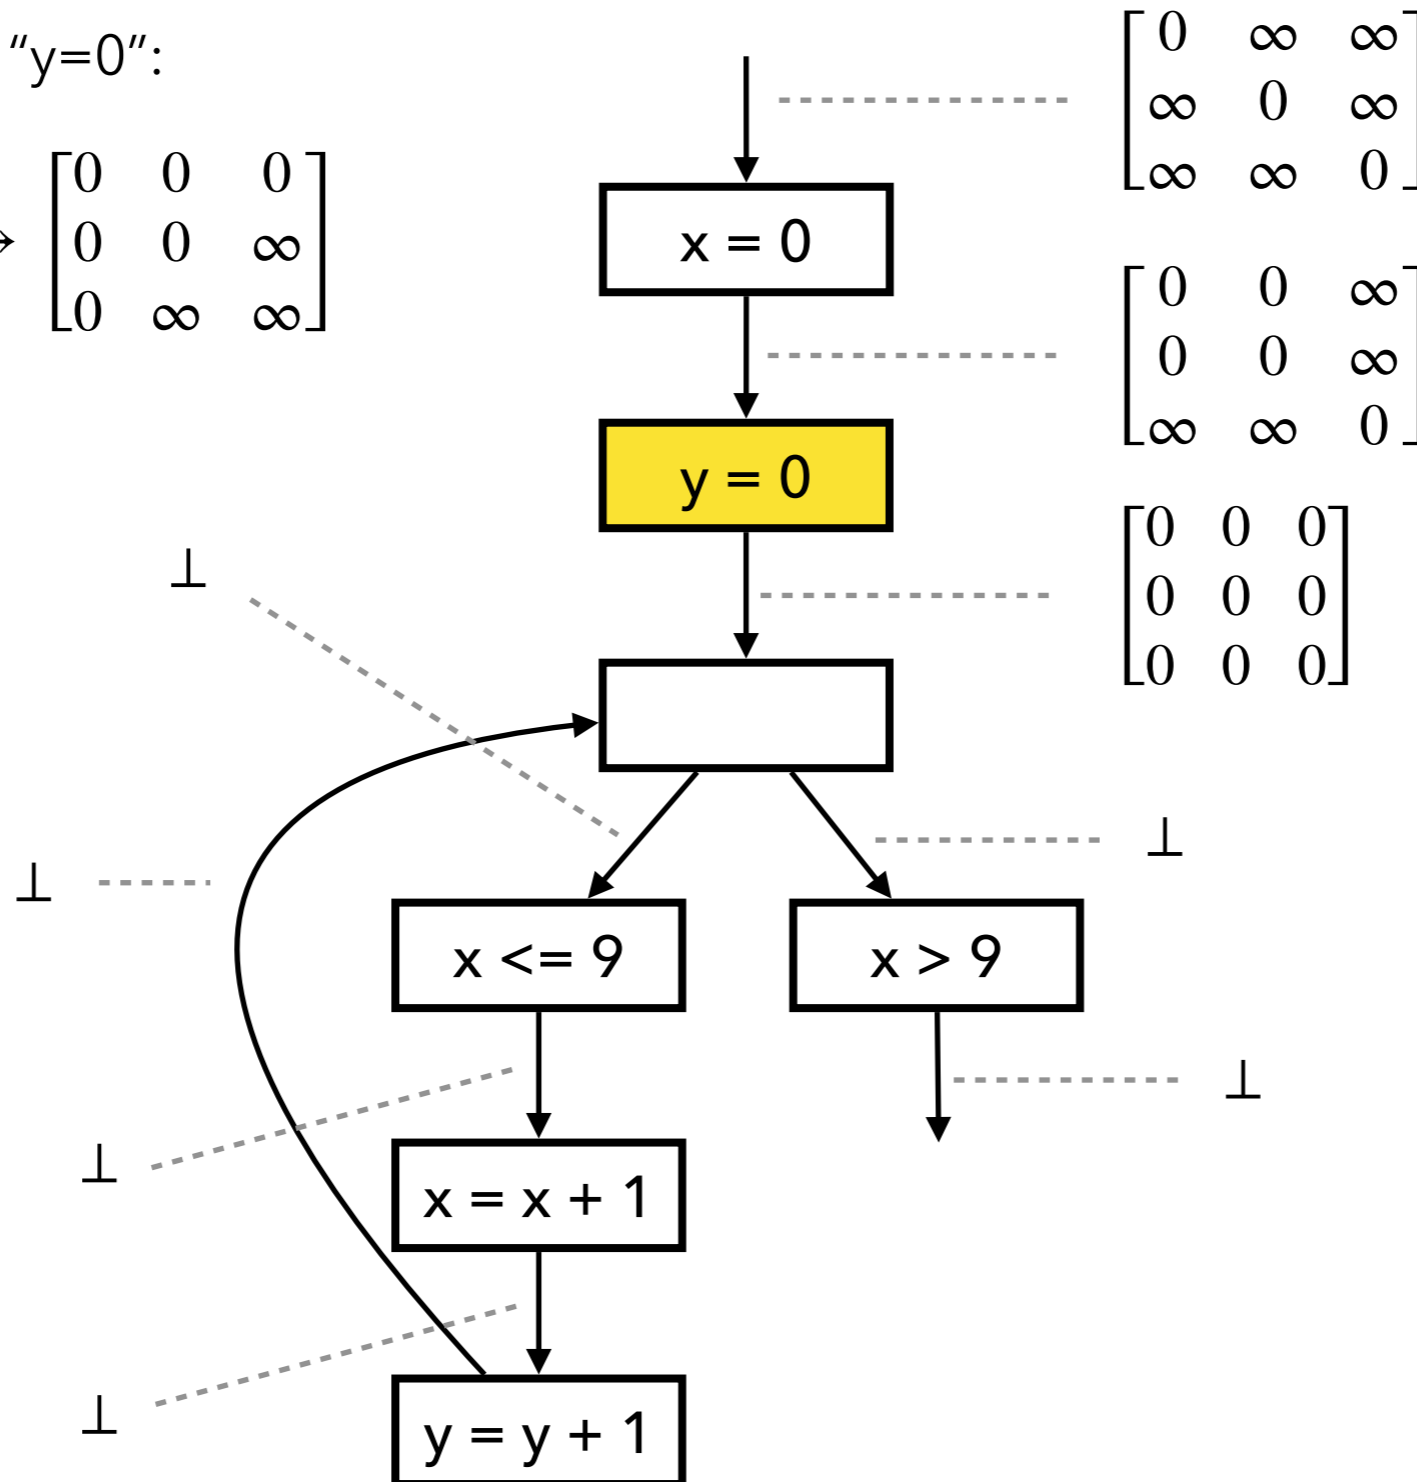 “y=0”:
→
0 0 0
0 0 ∞
0 ∞ ∞
0 ∞ ∞
∞ 0 ∞
∞ ∞ 0
x = 0
0 0 ∞
0 0 ∞
∞ ∞ 0
y = 0
0 0 0
0 0 0
0 0 0
⊥
⊥
⊥
x <= 9
x > 9
⊥
⊥
x = x + 1
⊥
y = y + 1